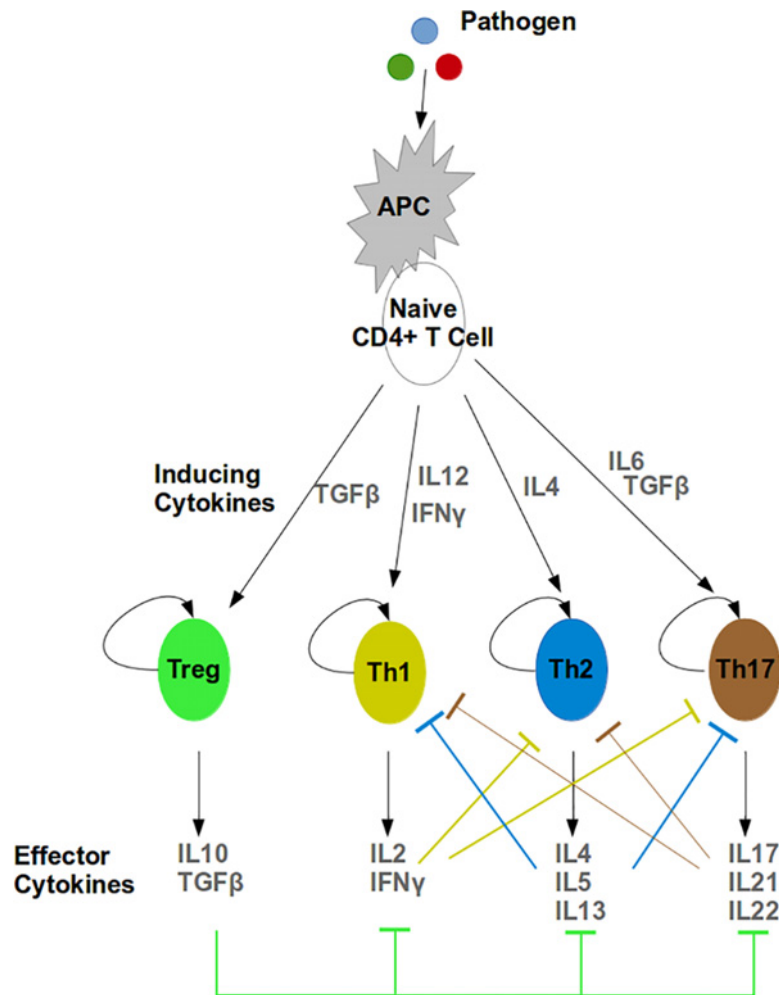 Pathogen
APC
Naive
CD4+ T Cell
Inducing
Cytokines
TGFβ
IL12
IFNγ
IL4
IL6
TGFβ
Treg
Th1
Th2
Th17
Effector
Cytokines
IL10
TGFβ
IL2
IFNγ
IL4
IL5
IL13
IL17
IL21
IL22